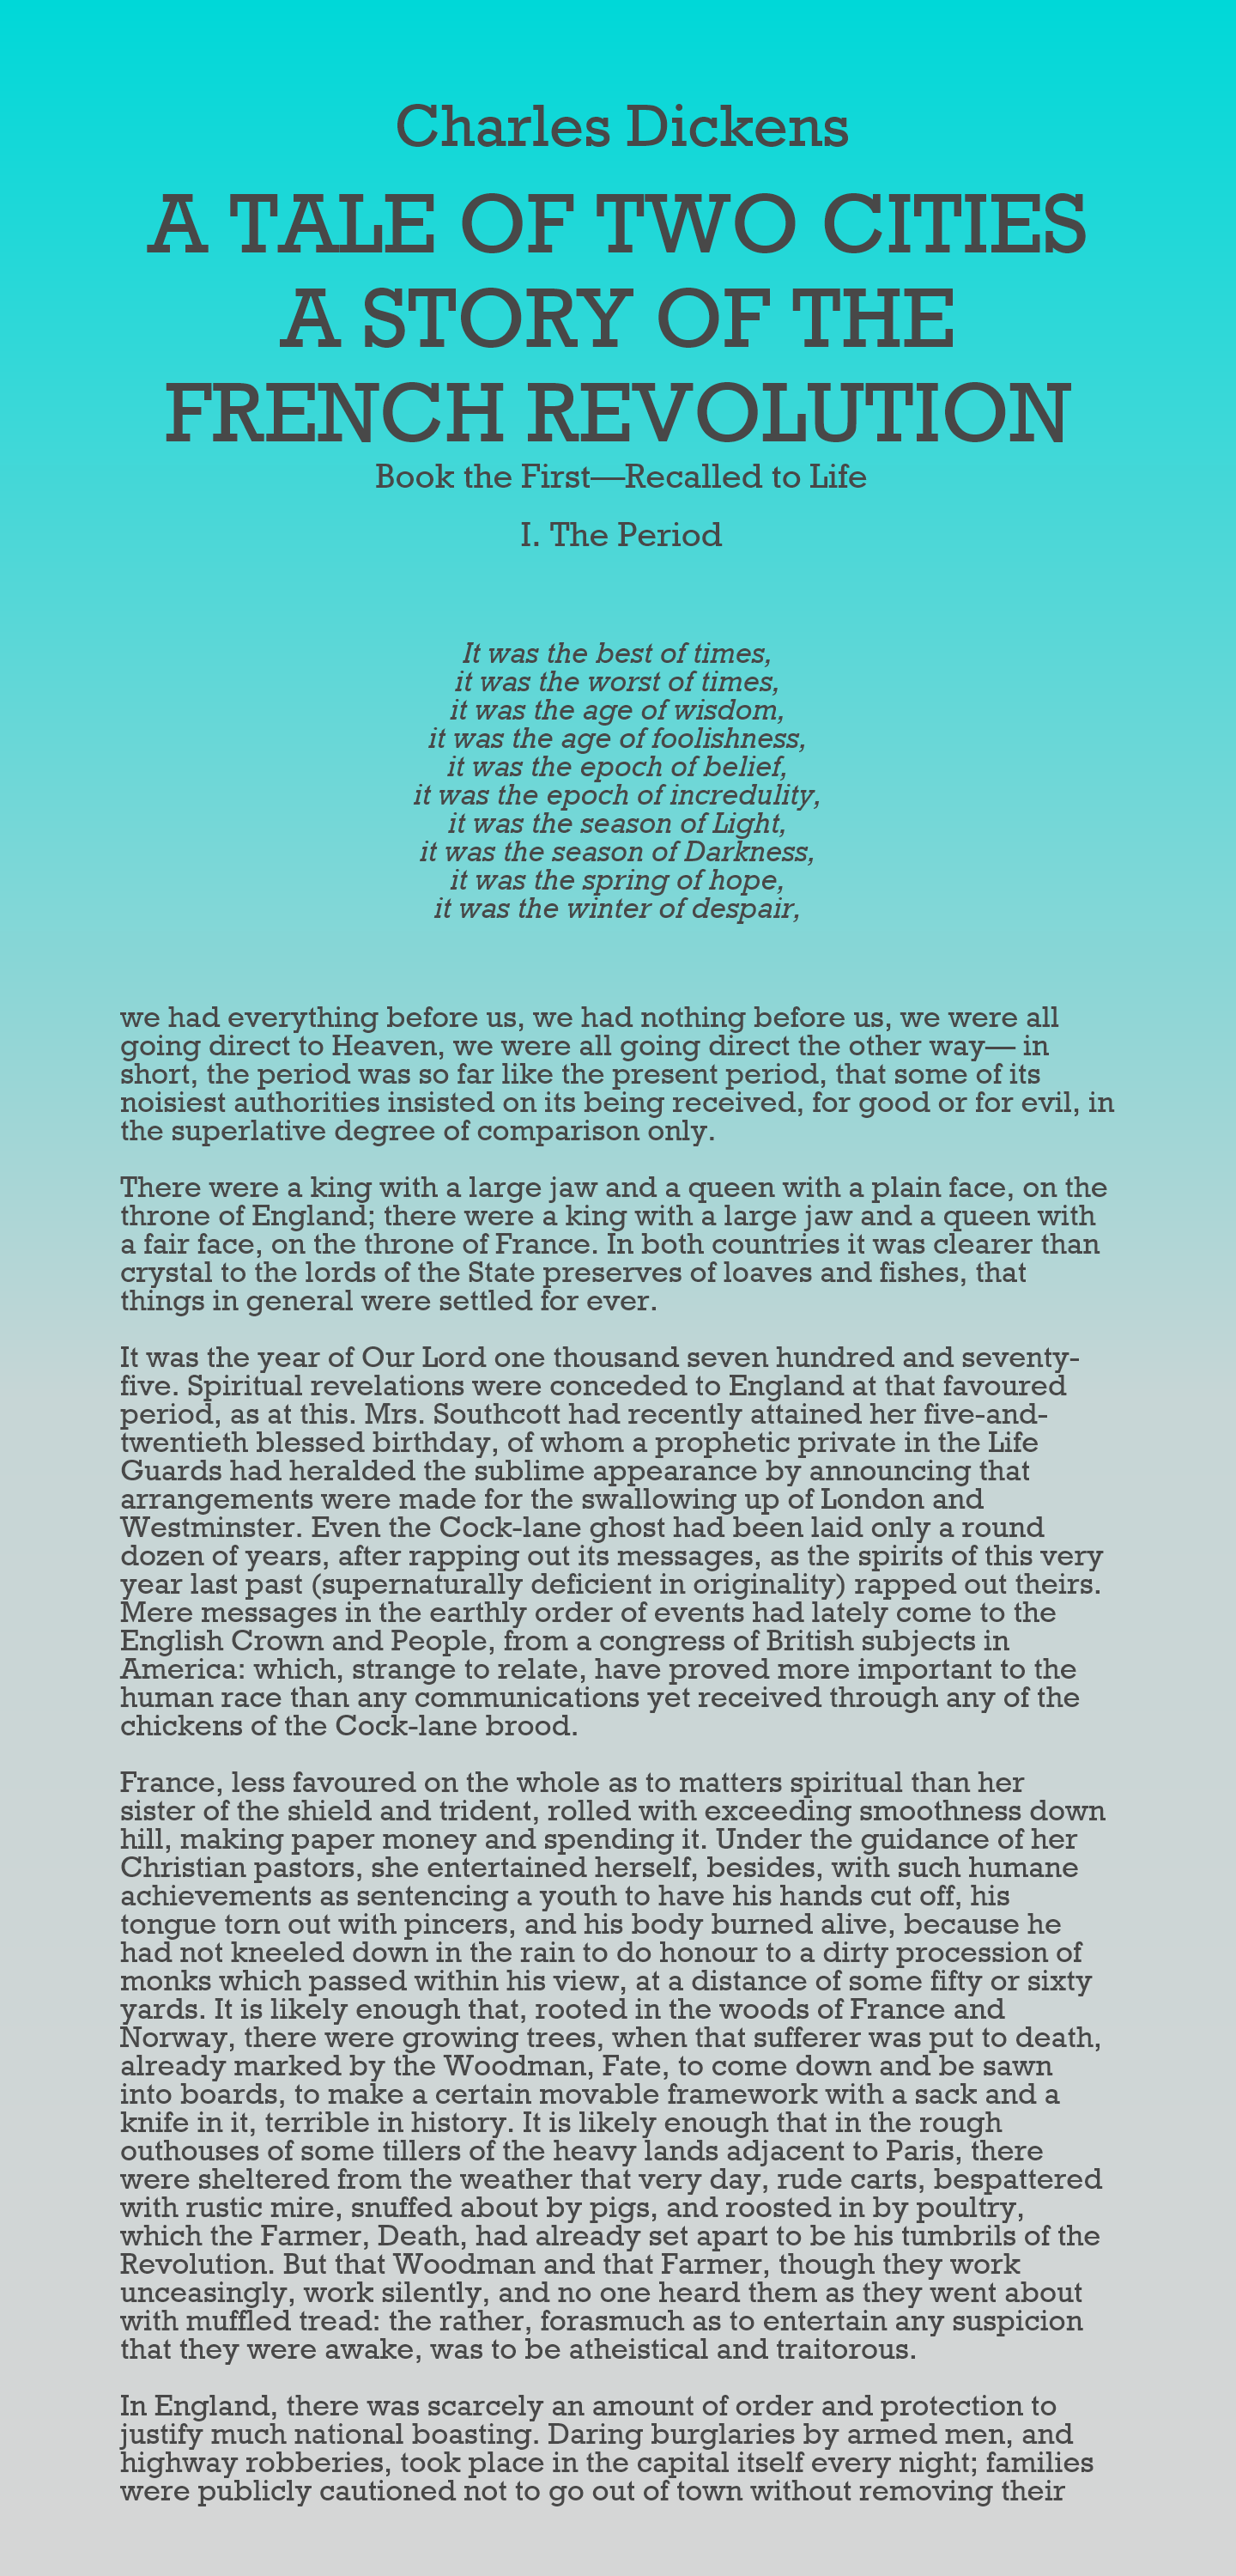 Charles Dickens
A TALE OF TWO CITIES
A STORY OF THE
FRENCH REVOLUTION
Book the First—Recalled to Life
I. The Period
It was the best of times,
it was the worst of times,
it was the age of wisdom,
it was the age of foolishness,
it was the epoch of belief,
it was the epoch of incredulity,
it was the season of Light,
it was the season of Darkness,
it was the spring of hope,
it was the winter of despair,
we had everything before us, we had nothing before us, we were all
going direct to Heaven, we were all going direct the other way— in
short, the period was so far like the present period, that some of its
noisiest authorities insisted on its being received, for good or for evil, in
the superlative degree of comparison only.
There were a king with a large jaw and a queen with a plain face, on the
throne of England; there were a king with a large jaw and a queen with
a fair face, on the throne of France. In both countries it was clearer than
crystal to the lords of the State preserves of loaves and fishes, that
things in general were settled for ever.
It was the year of Our Lord one thousand seven hundred and seventy-
five. Spiritual revelations were conceded to England at that favoured
period, as at this. Mrs. Southcott had recently attained her five-and-
twentieth blessed birthday, of whom a prophetic private in the Life
Guards had heralded the sublime appearance by announcing that
arrangements were made for the swallowing up of London and
Westminster. Even the Cock-lane ghost had been laid only a round
dozen of years, after rapping out its messages, as the spirits of this very
year last past (supernaturally deficient in originality) rapped out theirs.
Mere messages in the earthly order of events had lately come to the
English Crown and People, from a congress of British subjects in
America: which, strange to relate, have proved more important to the
human race than any communications yet received through any of the
chickens of the Cock-lane brood.
France, less favoured on the whole as to matters spiritual than her
sister of the shield and trident, rolled with exceeding smoothness down
hill, making paper money and spending it. Under the guidance of her
Christian pastors, she entertained herself, besides, with such humane
achievements as sentencing a youth to have his hands cut off, his
tongue torn out with pincers, and his body burned alive, because he
had not kneeled down in the rain to do honour to a dirty procession of
monks which passed within his view, at a distance of some fifty or sixty
yards. It is likely enough that, rooted in the woods of France and
Norway, there were growing trees, when that sufferer was put to death,
already marked by the Woodman, Fate, to come down and be sawn
into boards, to make a certain movable framework with a sack and a
knife in it, terrible in history. It is likely enough that in the rough
outhouses of some tillers of the heavy lands adjacent to Paris, there
were sheltered from the weather that very day, rude carts, bespattered
with rustic mire, snuffed about by pigs, and roosted in by poultry,
which the Farmer, Death, had already set apart to be his tumbrils of the
Revolution. But that Woodman and that Farmer, though they work
unceasingly, work silently, and no one heard them as they went about
with muffled tread: the rather, forasmuch as to entertain any suspicion
that they were awake, was to be atheistical and traitorous.
In England, there was scarcely an amount of order and protection to
justify much national boasting. Daring burglaries by armed men, and
highway robberies, took place in the capital itself every night; families
were publicly cautioned not to go out of town without removing their